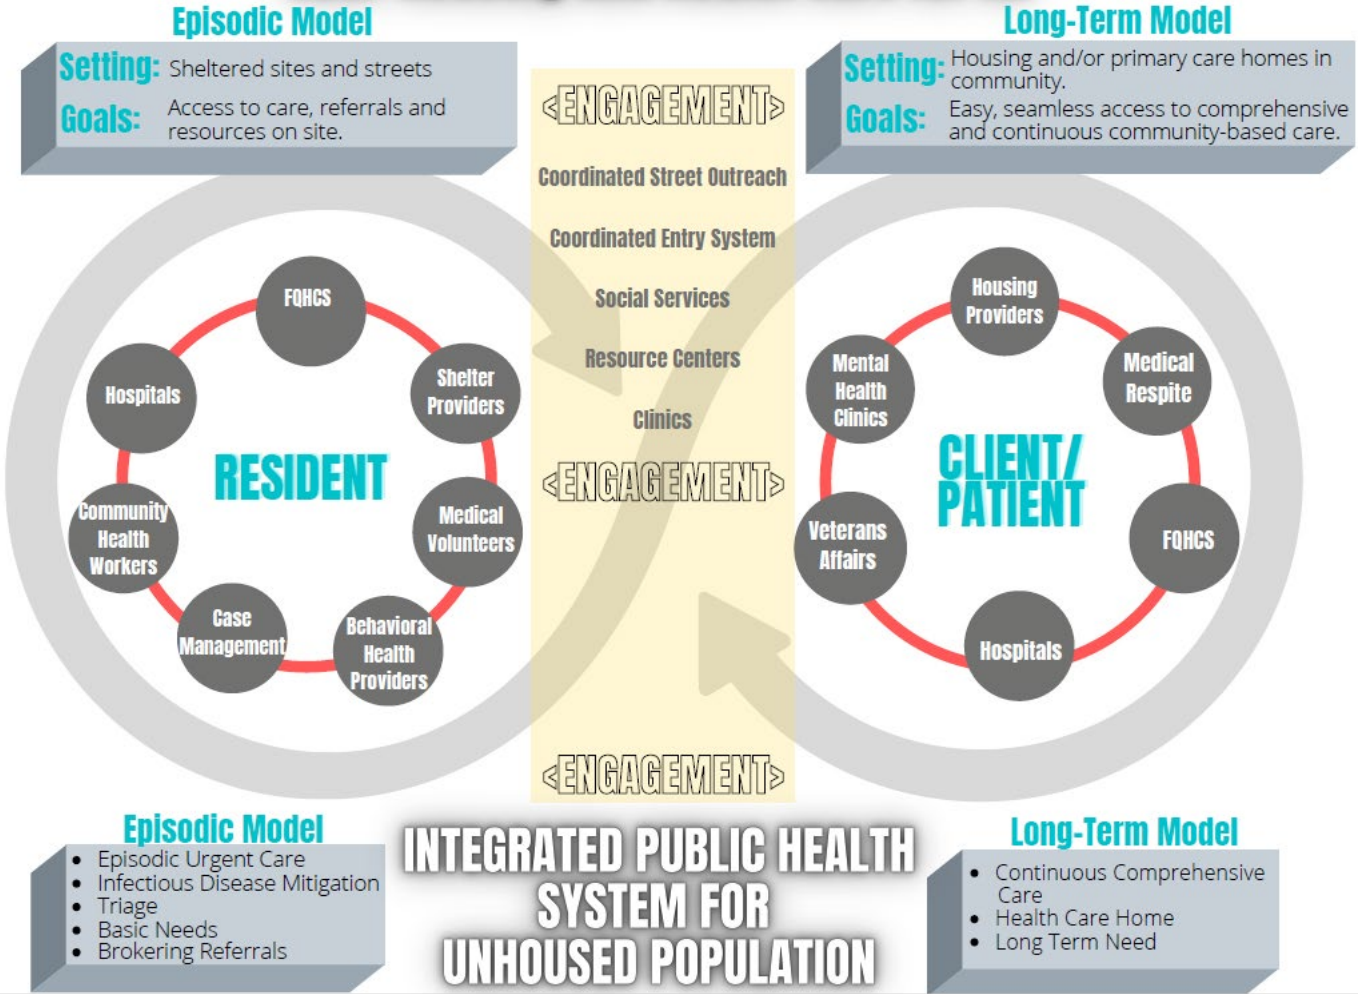 Episodic Model
Setting: Sheltered sites and streets
Goals: Access to care, referrals and
resources on site.
Long-Term Model
Setting: Housing and/or primary care homes in
community.
Goals: Easy, seamless access to comprehensive
and continuous community-based care.
<ENGAGEMENT>
Coordinated Street Outreach
Coordinated Entry System
Social Services
Resource Centers
Clinics
<ENGAGEMENT>
<ENGAGEMENT>
RESIDENT
FQHCS
Shelter
Providers
Medical
Volunteers
Behavioral
Health
Providers
Case
Management
Community
Health
Workers
Hospitals
CLIENT/
PATIENT
Housing
Providers
Medical
Respite
FQHCS
Hospitals
Veterans
Affairs
Mental
Health
Clinics
Episodic Model
• Episodic Urgent Care
• Infectious Disease Mitigation
• Triage
• Basic Needs
• Brokering Referrals
INTEGRATED PUBLIC HEALTH
SYSTEM FOR
UNHOUSED POPULATION
Long-Term Model
• Continuous Comprehensive
Care
• Health Care Home
• Long Term Need